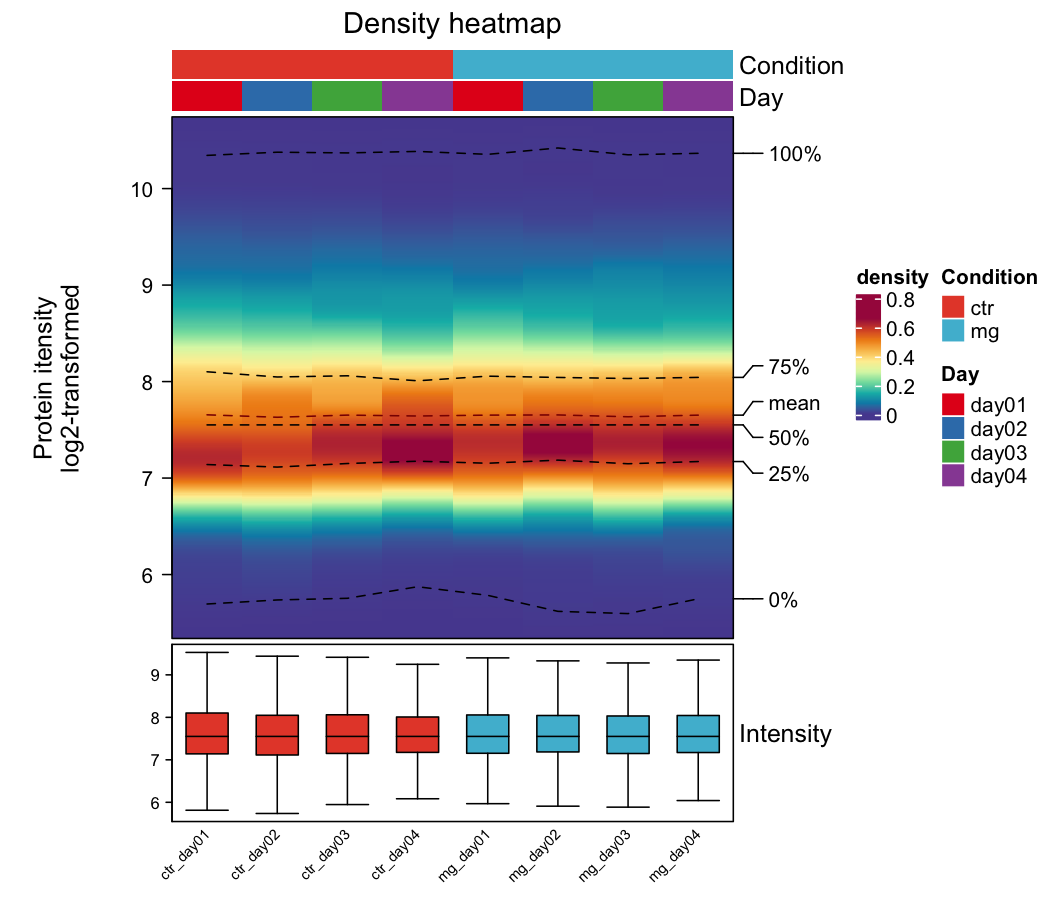 Density heatmap
Condition
Day
100%
10
9
8
7
6
Protein itensity
log2-transformed
75%
mean
50%
25%
0%
density
0.8
0.6
0.4
0.2
0
Condition
ctr
mg
Day
day01
day02
day03
day04
9
8
7
6
Intensity
ctr_day01
ctr_day02
ctr_day03
ctr_day04
mg_day01
mg_day02
mg_day03
mg_day04